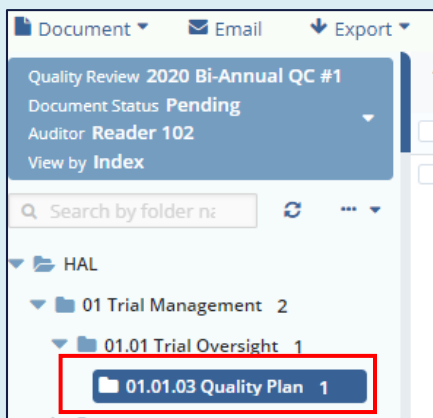 Document Email Export
Quality Review 2020 Bi-Annual QC #1
Document Status Pending
Auditor Reader 102
View by Index
Search by folder na
HAL
01 Trial Management 2
01.01 Trial Oversight 1
01.01.03 Quality Plan 1